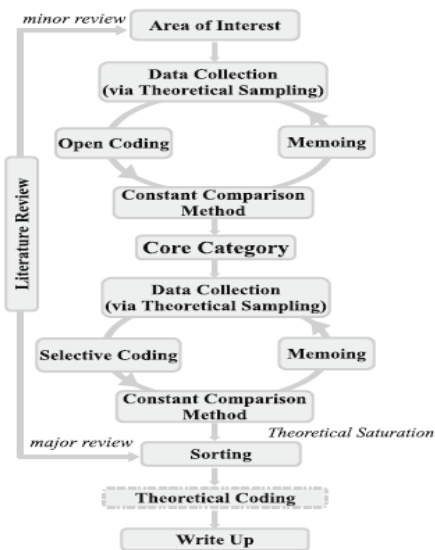 minor review
Area of Interest
Data Collection
(via Theoretical Sampling)
Open Coding
Memoing
Constant Comparison
Method
Literature Review
Core Category
Data Collection
(via Theoretical Sampling)
Selective Coding
Memoing
Constant Comparison
Method
Theoretical Saturation
major review
Sorting
Theoretical Coding
Write Up